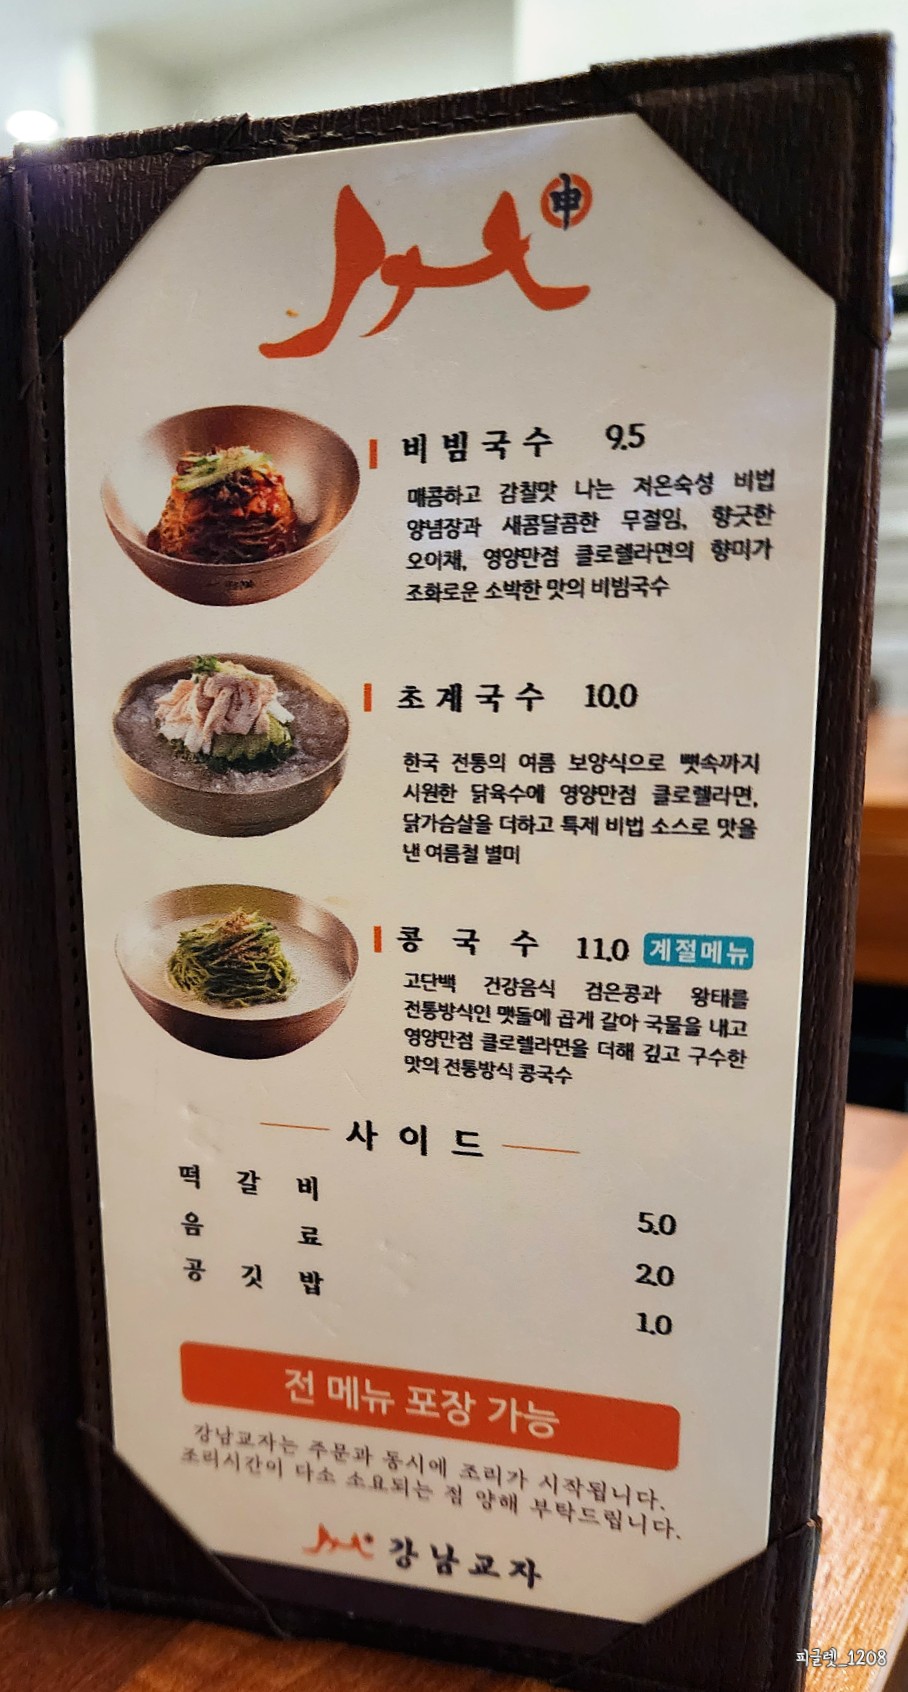 申
비빔국수 9.5
매콤하고 감칠맛 나는 저온숙성 비법
양념장과 새콤달콤한 무절임, 향긋한
오이채, 영양만점 클로렐라면의 향미가
조화로운 소박한 맛의 비빔국수
초계국수 10.0
한국 전통의 여름 보양식으로 뼛속까지
시원한 닭육수에 영양만점 클로렐라면,
닭가슴살을 더하고 특제 비법 소스로 맛을
낸 여름철 별미
콩국수 11.0 계절메뉴
고단백 건강음식 검은콩과 왕태를
전통방식인 맷돌에 곱게 갈아 국물을 내고
영양만점 클로렐라면을 더해 깊고 구수한
맛의 전통방식 콩국수
사이드
떡갈비 5.0
음료 2.0
공깃밥 1.0
전 메뉴 포장 가능
강남교자는 주문과 동시에 조리가 시작됩니다.
조리시간이 다소 소요되는 점 양해 부탁드립니다.
강남교자
피글렛_1208